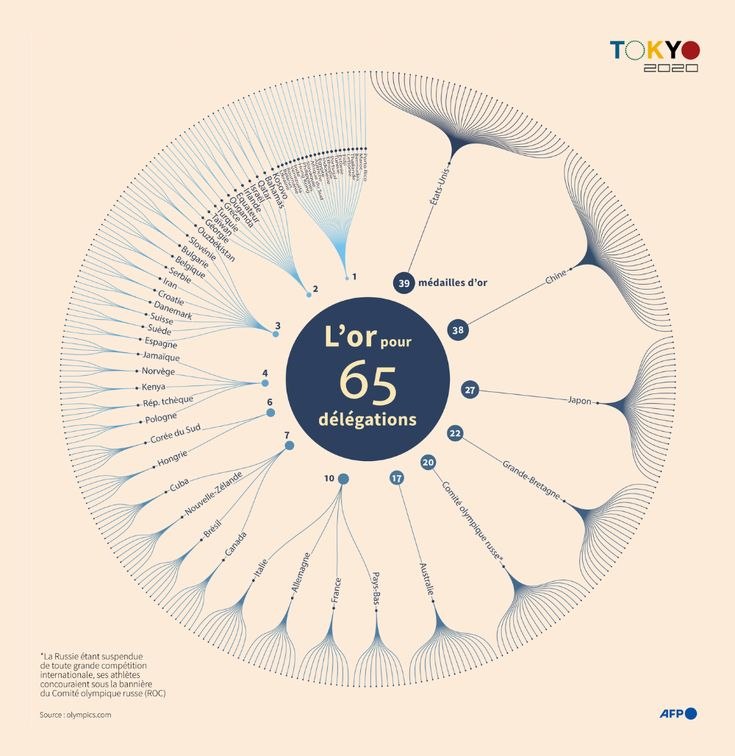 TOKYO
2020
39 médailles d'or
États-Unis
38
Chine
27
Japon
22
Grande-Bretagne
20
Comité olympique russe*
17
Australie
10
Pays-Bas
France
Allemagne
Italie
7
Canada
Brésil
Nouvelle-Zélande
Cuba
6
Hongrie
Corée du Sud
4
Pologne
Rép. tchèque
Kenya
Norvège
Jamaïque
3
Espagne
Suède
Suisse
Danemark
Croatie
Iran
Serbie
Belgique
Bulgarie
Slovénie
Ouzbékistan
2
Géorgie
Taïwan
Turquie
Grèce
Ouganda
Équateur
Irlande
Israël
Qatar
Bahamas
Kosovo
1
Porto Rico
L'or pour
65
délégations
*La Russie étant suspendue
de toute grande compétition
internationale, ses athlètes
concouraient sous la bannière
du Comité olympique russe (ROC)
Source : olympics.com
AFP